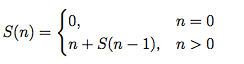 S(n) = { 0, n = 0
n + S(n − 1), n > 0